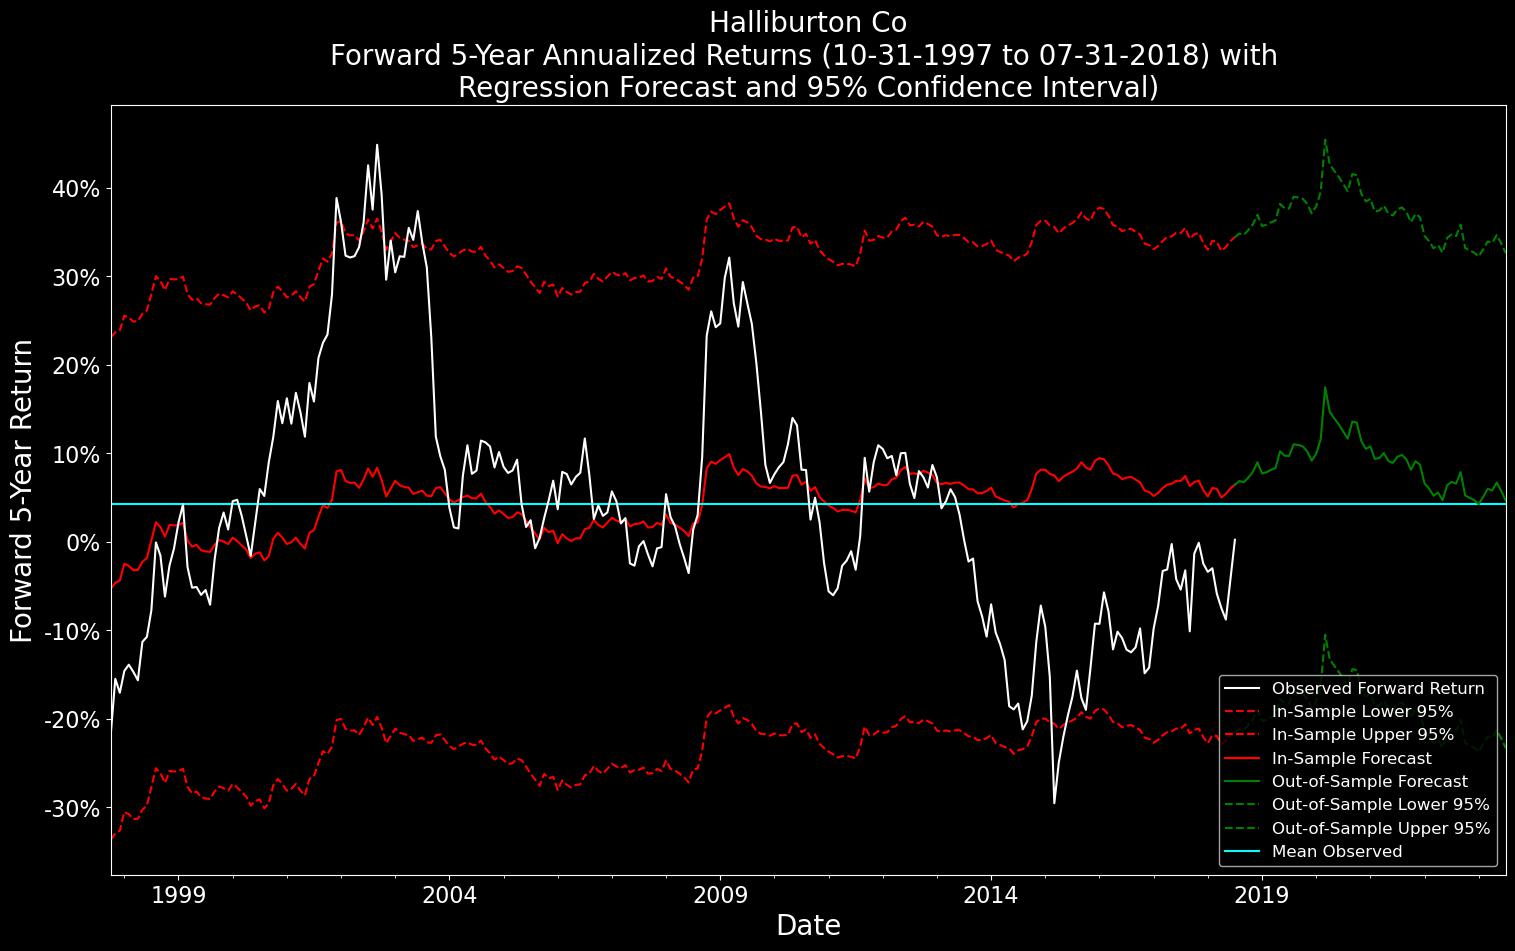 Halliburton Co
Forward 5-Year Annualized Returns (10-31-1997 to 07-31-2018) with
Regression Forecast and 95% Confidence Interval)
Forward 5-Year Return
40%
30%
20%
10%
0%
-10%
-20%
-30%
Observed Forward Return
In-Sample Lower 95%
In-Sample Upper 95%
In-Sample Forecast
Out-of-Sample Forecast
Out-of-Sample Lower 95%
Out-of-Sample Upper 95%
Mean Observed
1999 2004 2009 2014 2019
Date